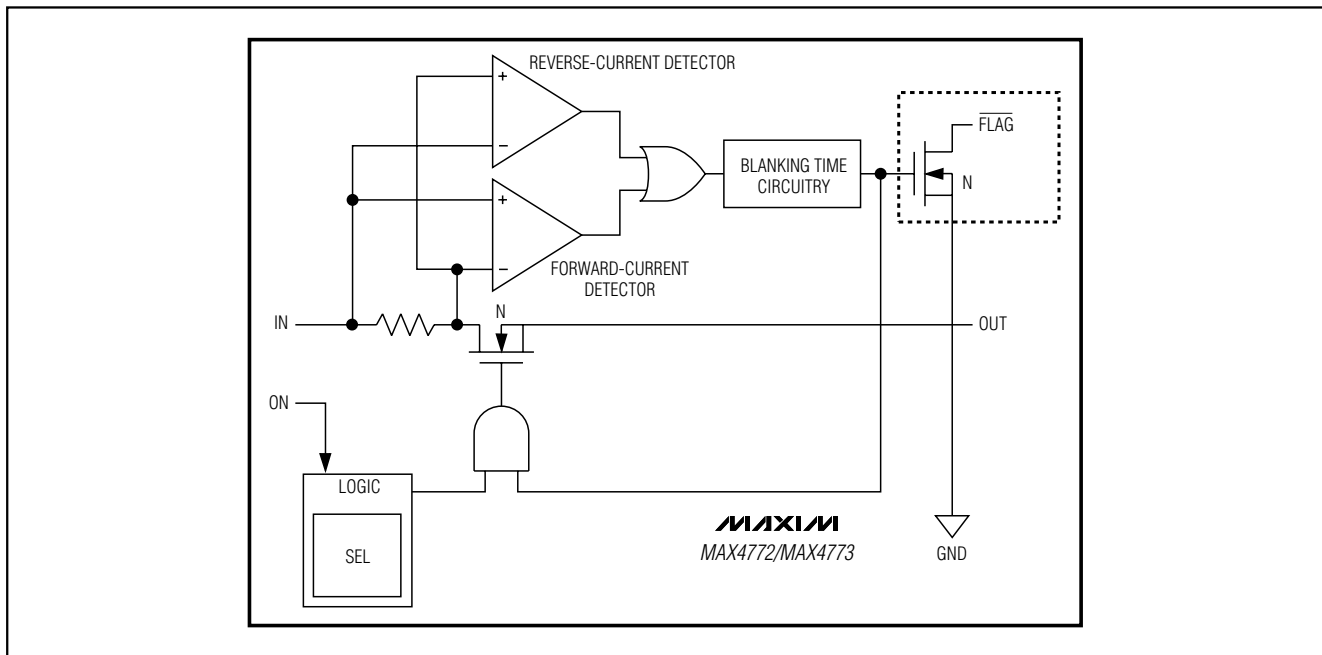 REVERSE-CURRENT DETECTOR
+
−
FLAG
BLANKING TIME
CIRCUITRY
N
+
−
FORWARD-CURRENT
DETECTOR
N
IN
OUT
ON
LOGIC
SEL
MAXIM
MAX4772/MAX4773
GND